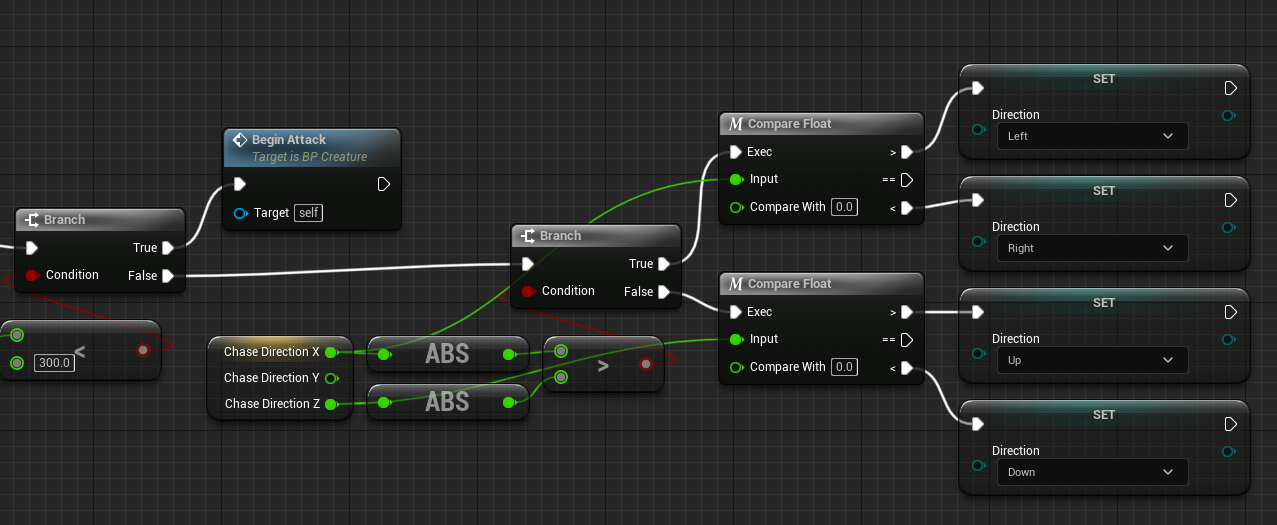 SET
Direction
Left
Begin Attack
Target is BP Creature
Target self
M Compare Float
Exec >
Input ==
Compare With 0.0 <
SET
Direction
Right
Branch
True
Condition False
Branch
True
Condition False
M Compare Float
Exec >
Input ==
Compare With 0.0 <
SET
Direction
Up
<
300.0
Chase Direction X
Chase Direction Y
Chase Direction Z
ABS
ABS
>
SET
Direction
Down